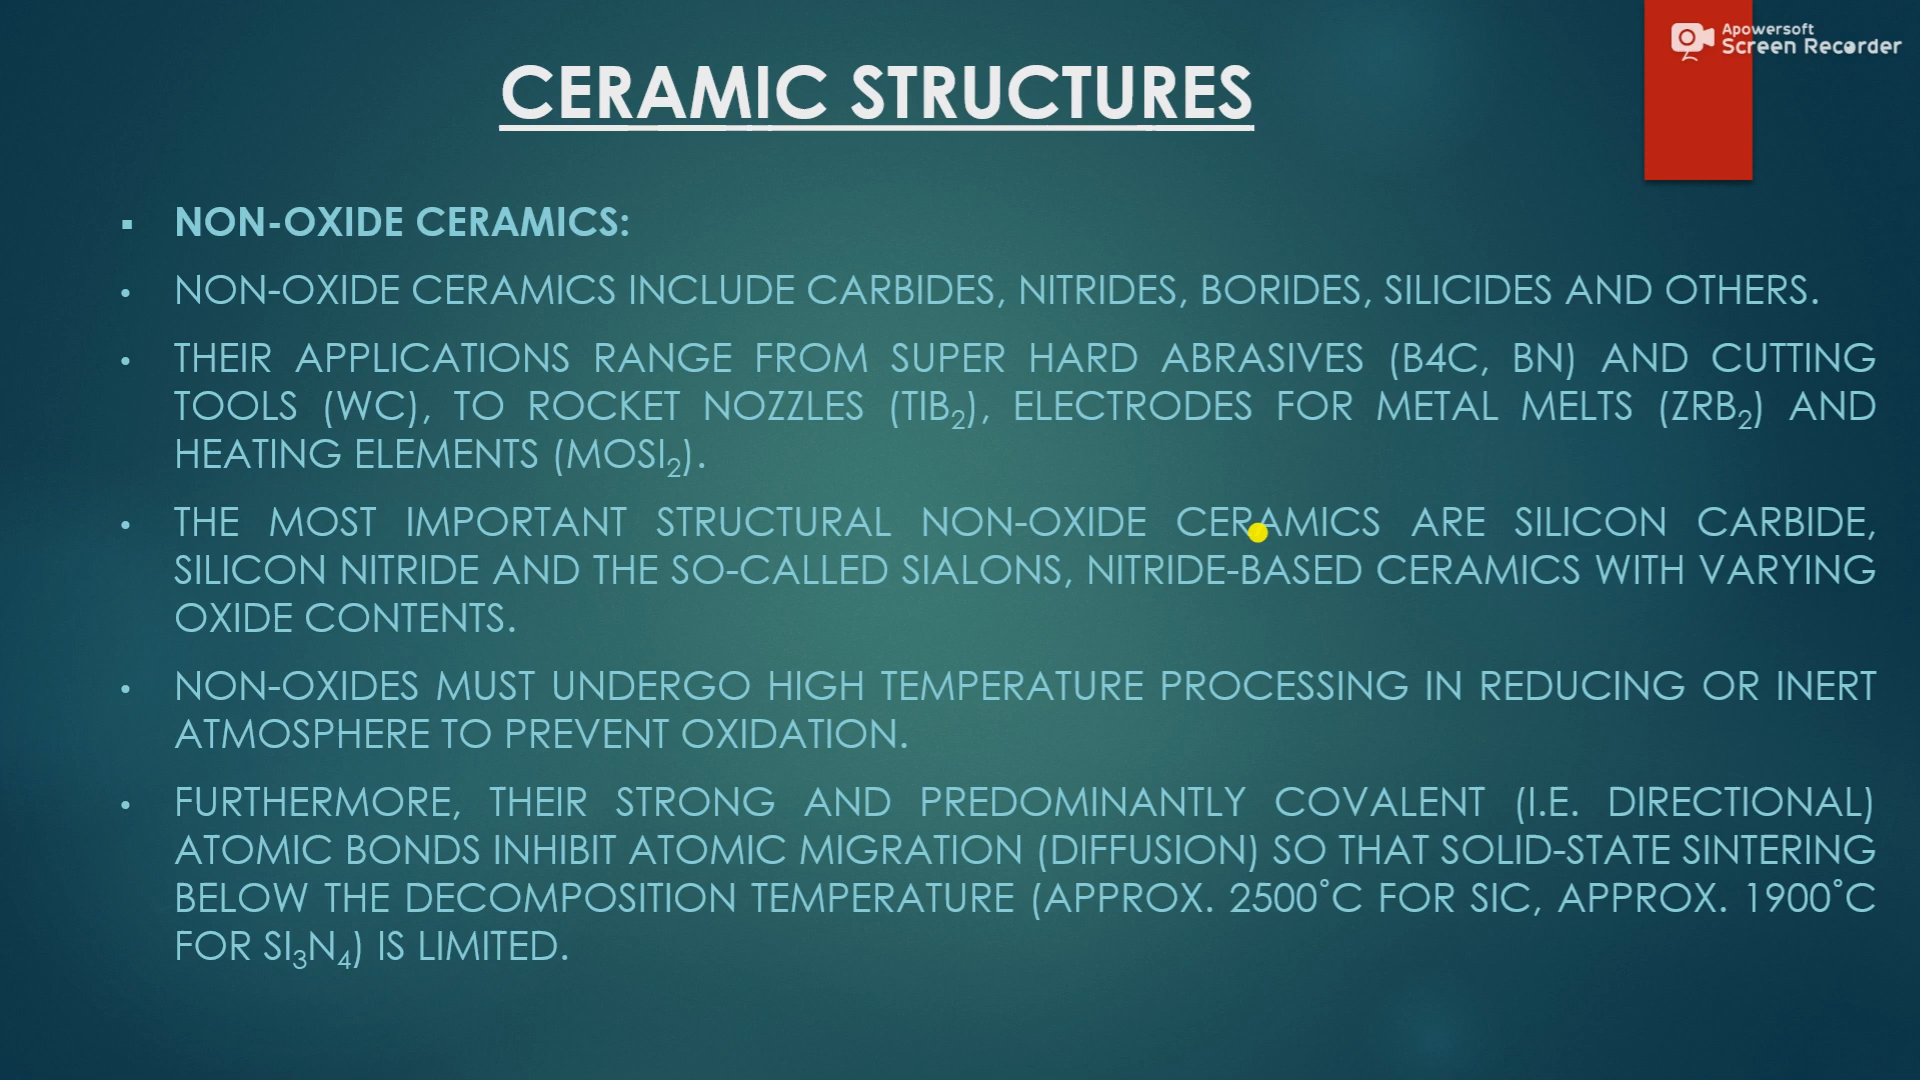 Apowersoft
Screen Recorder
CERAMIC STRUCTURES
▪ NON-OXIDE CERAMICS:
• NON-OXIDE CERAMICS INCLUDE CARBIDES, NITRIDES, BORIDES, SILICIDES AND OTHERS.
• THEIR APPLICATIONS RANGE FROM SUPER HARD ABRASIVES (B4C, BN) AND CUTTING
TOOLS (WC), TO ROCKET NOZZLES (TIB₂), ELECTRODES FOR METAL MELTS (ZRB₂) AND
HEATING ELEMENTS (MOSI₂).
• THE MOST IMPORTANT STRUCTURAL NON-OXIDE CERAMICS ARE SILICON CARBIDE,
SILICON NITRIDE AND THE SO-CALLED SIALONS, NITRIDE-BASED CERAMICS WITH VARYING
OXIDE CONTENTS.
• NON-OXIDES MUST UNDERGO HIGH TEMPERATURE PROCESSING IN REDUCING OR INERT
ATMOSPHERE TO PREVENT OXIDATION.
• FURTHERMORE, THEIR STRONG AND PREDOMINANTLY COVALENT (I.E. DIRECTIONAL)
ATOMIC BONDS INHIBIT ATOMIC MIGRATION (DIFFUSION) SO THAT SOLID-STATE SINTERING
BELOW THE DECOMPOSITION TEMPERATURE (APPROX. 2500˚C FOR SIC, APPROX. 1900˚C
FOR SI₃N₄) IS LIMITED.